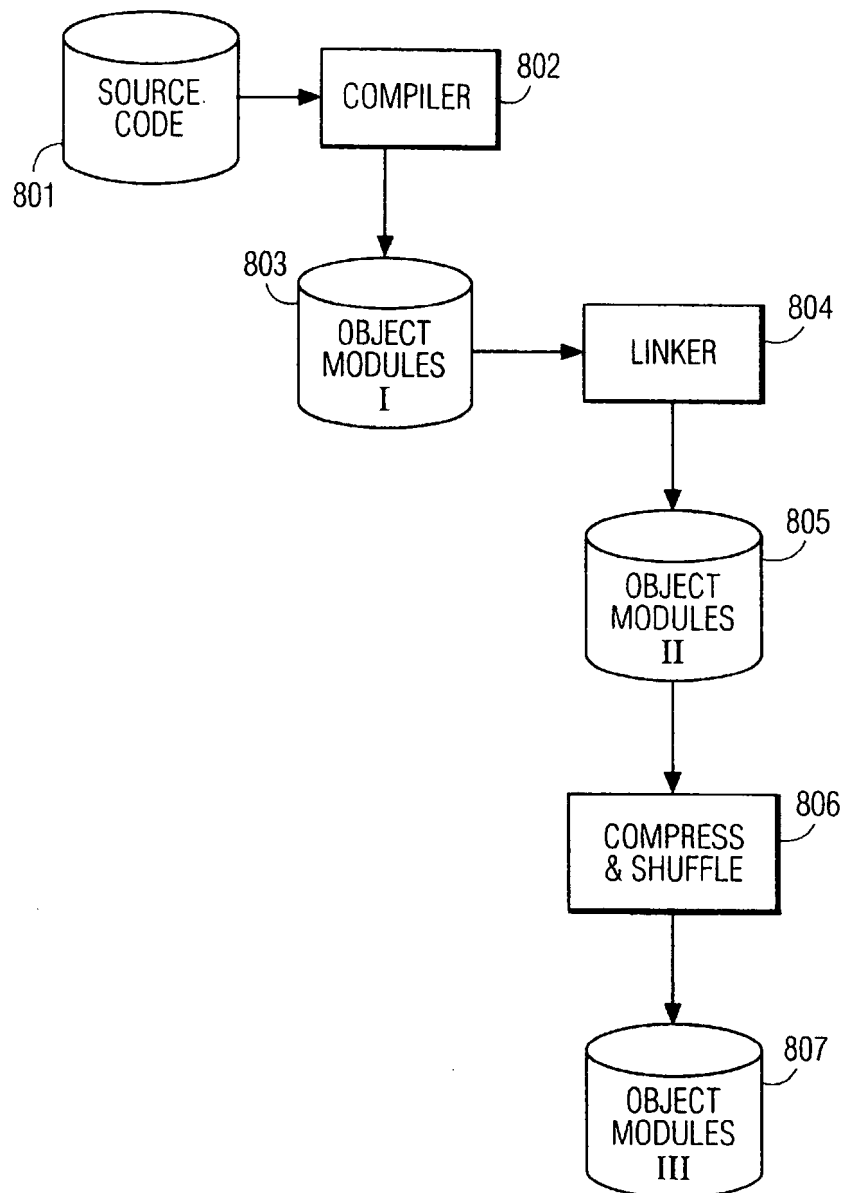 SOURCE
CODE
801
COMPILER
802
803
OBJECT
MODULES
I
LINKER
804
805
OBJECT
MODULES
II
COMPRESS
& SHUFFLE
806
807
OBJECT
MODULES
III